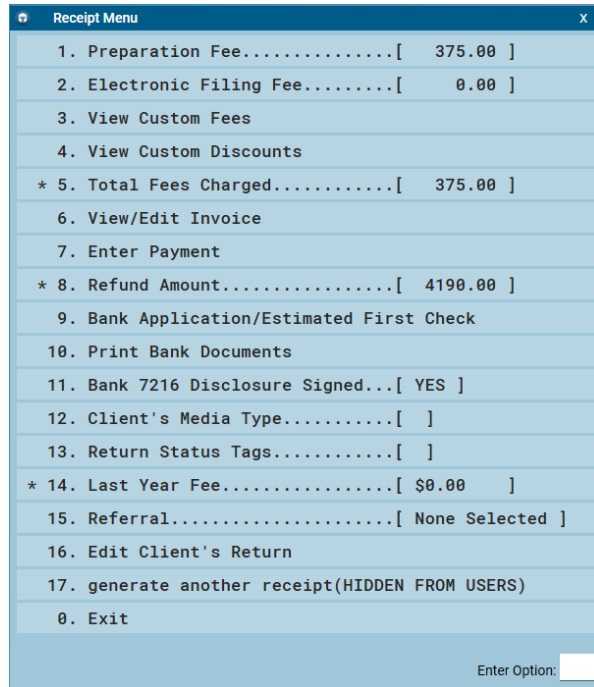 Receipt Menu X
1. Preparation Fee...............[ 375.00 ]
2. Electronic Filing Fee.........[ 0.00 ]
3. View Custom Fees
4. View Custom Discounts
* 5. Total Fees Charged............[ 375.00 ]
6. View/Edit Invoice
7. Enter Payment
* 8. Refund Amount.................[ 4190.00 ]
9. Bank Application/Estimated First Check
10. Print Bank Documents
11. Bank 7216 Disclosure Signed...[ YES ]
12. Client's Media Type...........[ ]
13. Return Status Tags............[ ]
* 14. Last Year Fee.................[ $0.00 ]
15. Referral......................[ None Selected ]
16. Edit Client's Return
17. generate another receipt(HIDDEN FROM USERS)
0. Exit
Enter Option: